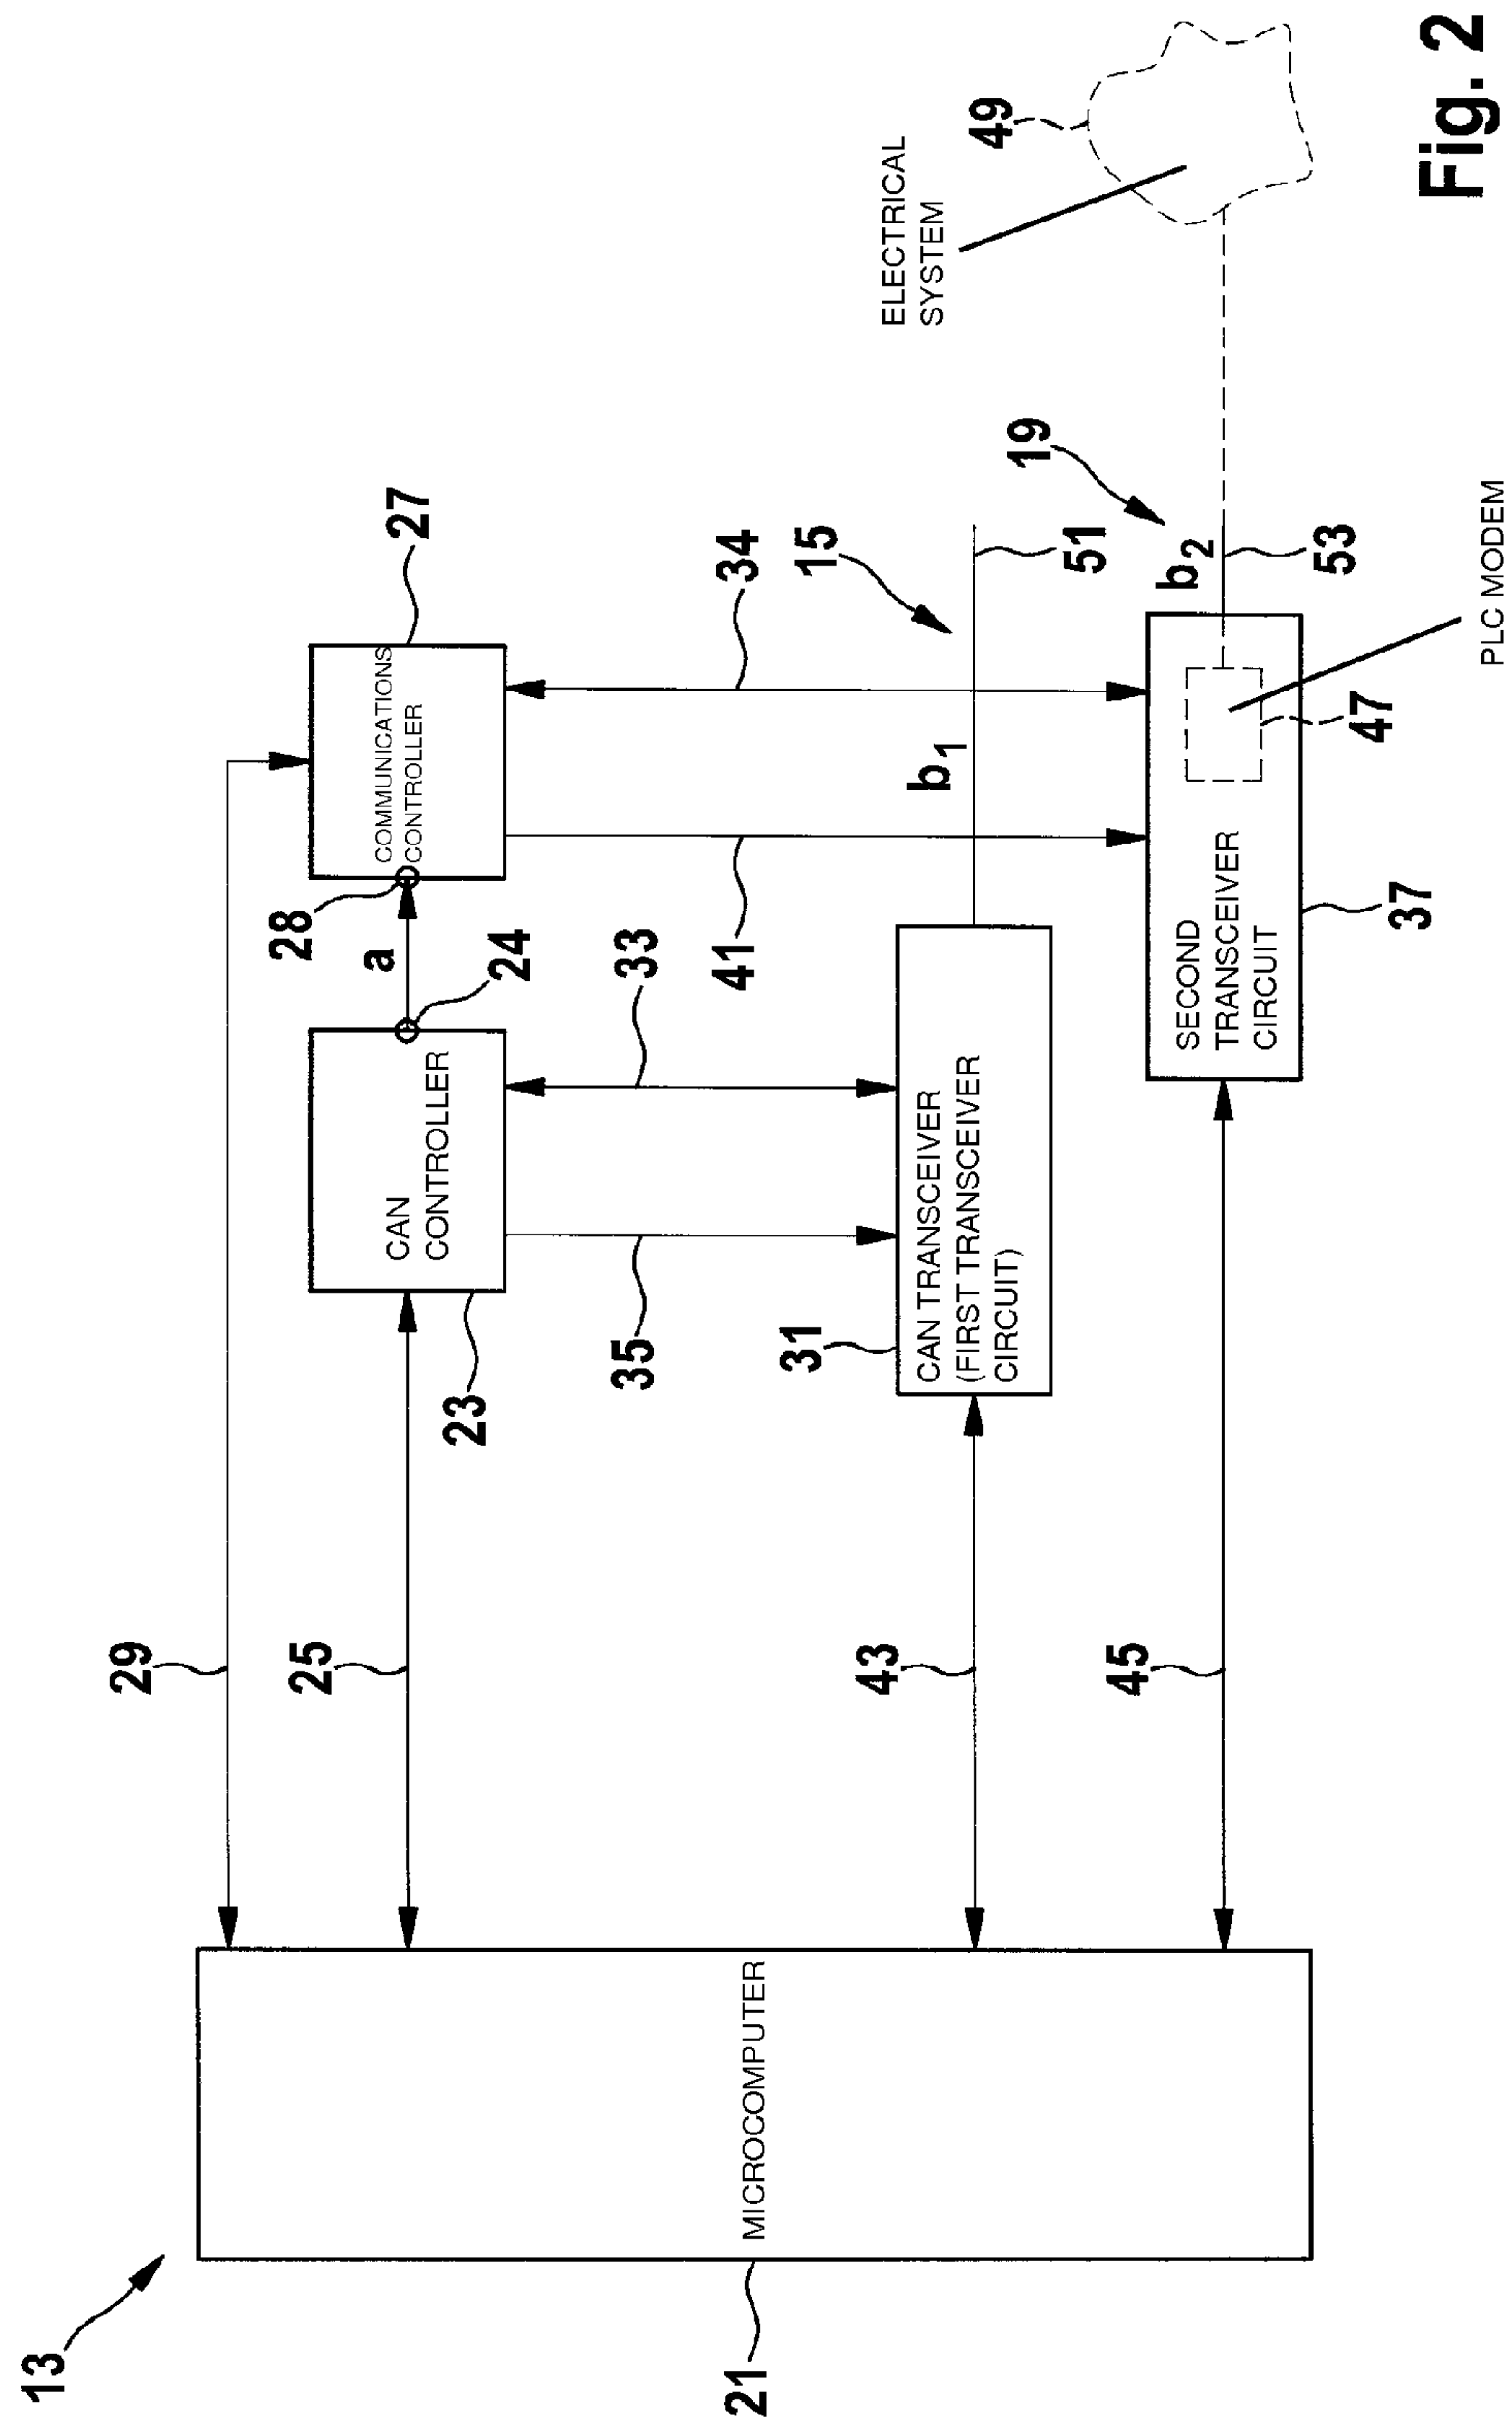 13
21
MICROCOMPUTER
29
25
43
45
23
CAN
CONTROLLER
24
a
28
COMMUNICATIONS
CONTROLLER
27
35
33
41
34
31
CAN TRANSCEIVER
(FIRST TRANSCEIVER
CIRCUIT)
b1
15
51
SECOND
TRANSCEIVER
CIRCUIT
37
47
PLC MODEM
b2
53
19
ELECTRICAL
SYSTEM
49
Fig. 2